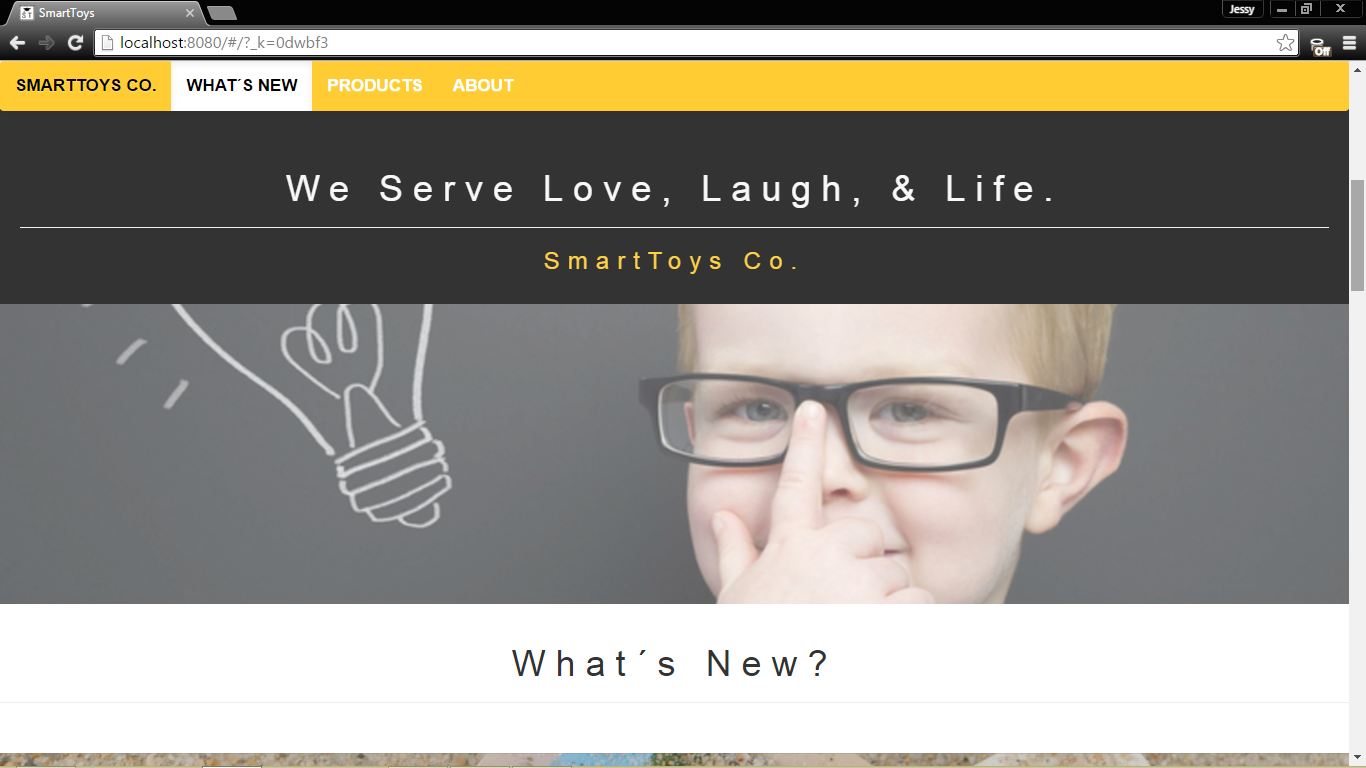 SmartToys
Jessy
localhost:8080/#/?_k=0dwbf3
Off
SMARTTOYS CO. WHAT´S NEW PRODUCTS ABOUT
We Serve Love, Laugh, & Life.
SmartToys Co.
What´s New?